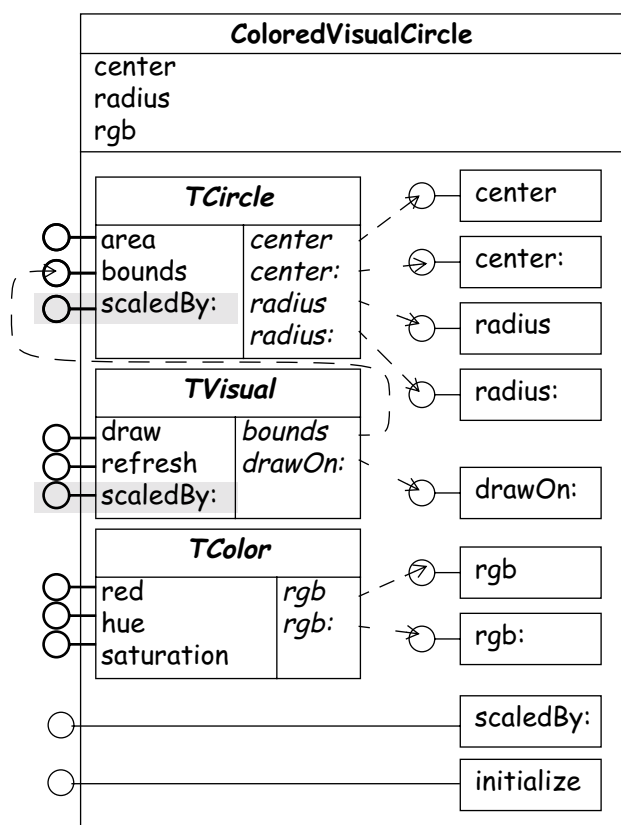 ColoredVisualCircle
center
radius
rgb
TCircle
area
bounds
scaledBy:
center
center:
radius
radius:
TVisual
draw
refresh
scaledBy:
bounds
drawOn:
TColor
red
hue
saturation
rgb
rgb:
center
center:
radius
radius:
drawOn:
rgb
rgb:
scaledBy:
initialize